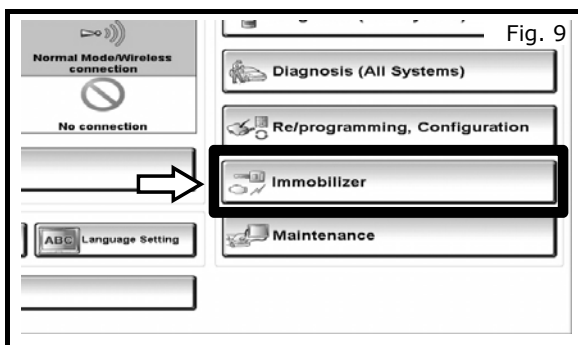 Fig. 9
Normal Mode/Wireless
connection
Diagnosis (All Systems)
No connection
Re/programming, Configuration
Immobilizer
ABC Language Setting
Maintenance